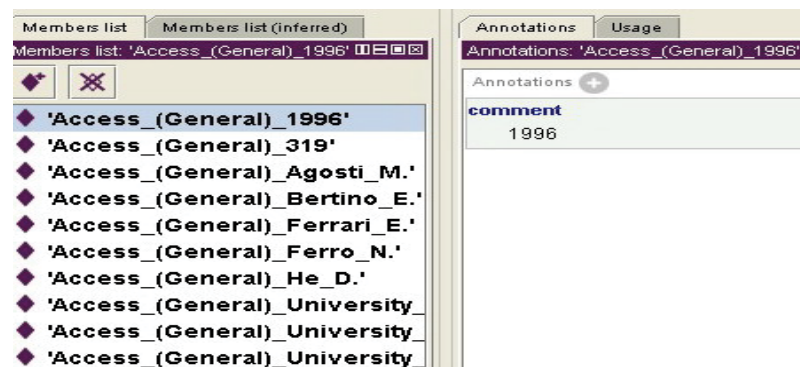 Members list
Members list (inferred)
Members list: 'Access_(General)_1996'
'Access_(General)_1996'
'Access_(General)_319'
'Access_(General)_Agosti_M.'
'Access_(General)_Bertino_E.'
'Access_(General)_Ferrari_E.'
'Access_(General)_Ferro_N.'
'Access_(General)_He_D.'
'Access_(General)_University_
'Access_(General)_University_
'Access_(General)_University_
Annotations
Usage
Annotations: 'Access_(General)_1996'
Annotations
comment
1996